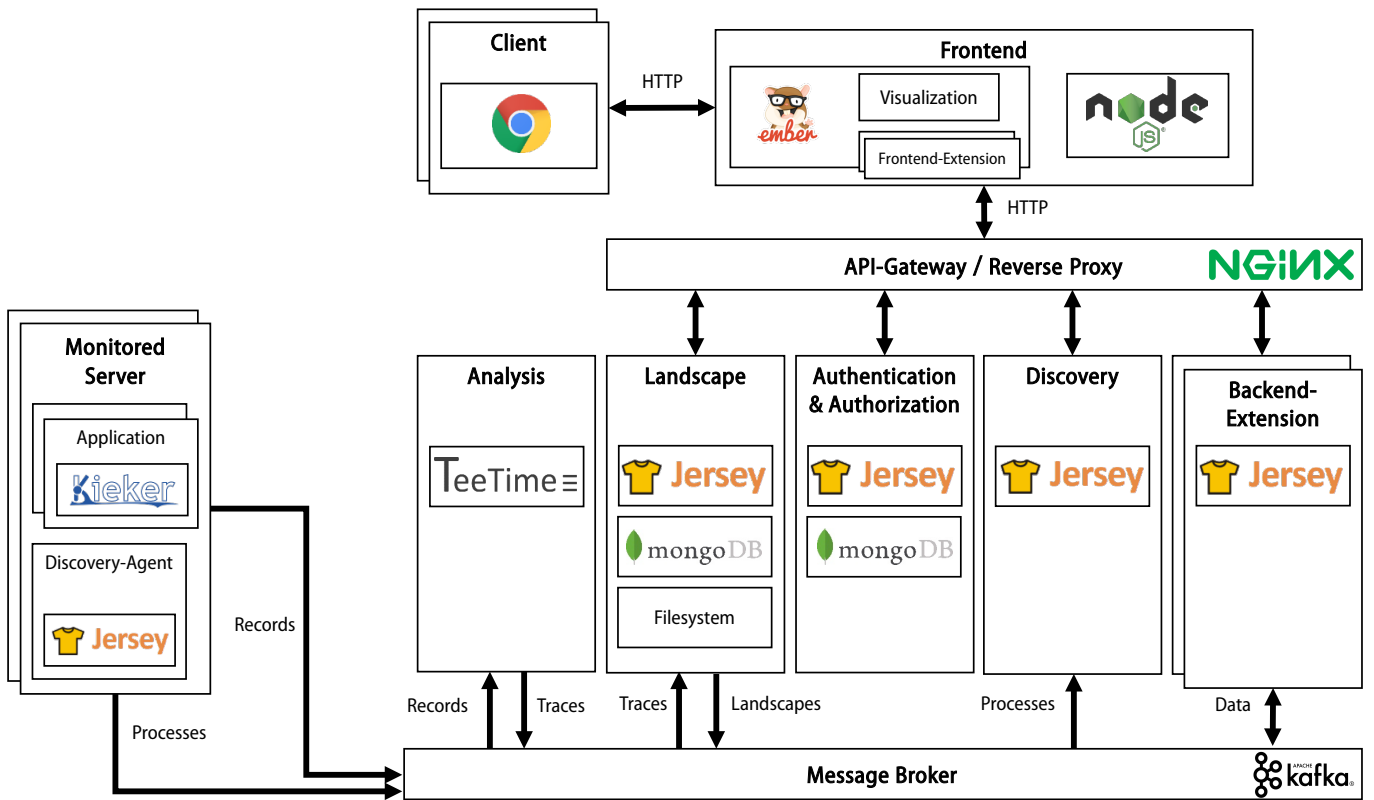 Client
Frontend
HTTP
ember
Visualization
Frontend-Extension
node
JS
HTTP
API-Gateway / Reverse Proxy
NGINX
Monitored
Server
Application
Kieker
Discovery-Agent
Jersey
Records
Processes
Analysis
TeeTime
Landscape
Jersey
mongoDB
Filesystem
Authentication
& Authorization
Jersey
mongoDB
Discovery
Jersey
Backend-
Extension
Jersey
Records
Traces
Traces
Landscapes
Processes
Data
Message Broker
APACHE
kafka